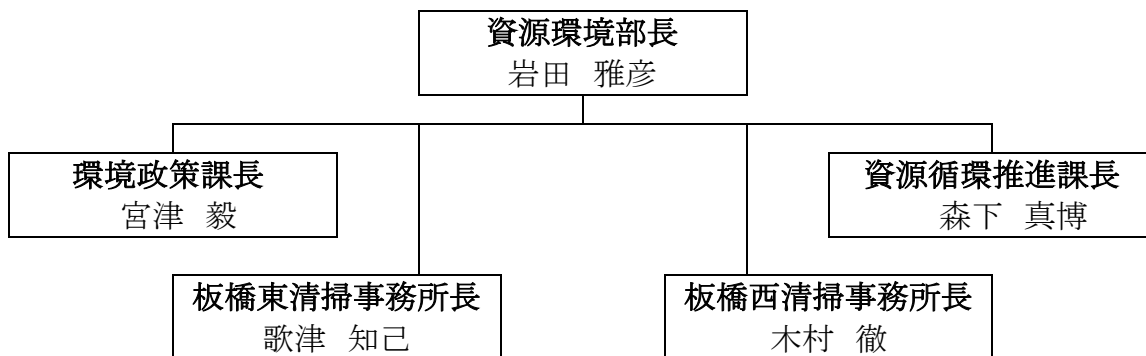 資源環境部長
岩田 雅彦
環境政策課長
宮津 毅
資源循環推進課長
森下 真博
板橋東清掃事務所長
歌津 知己
板橋西清掃事務所長
木村 徹